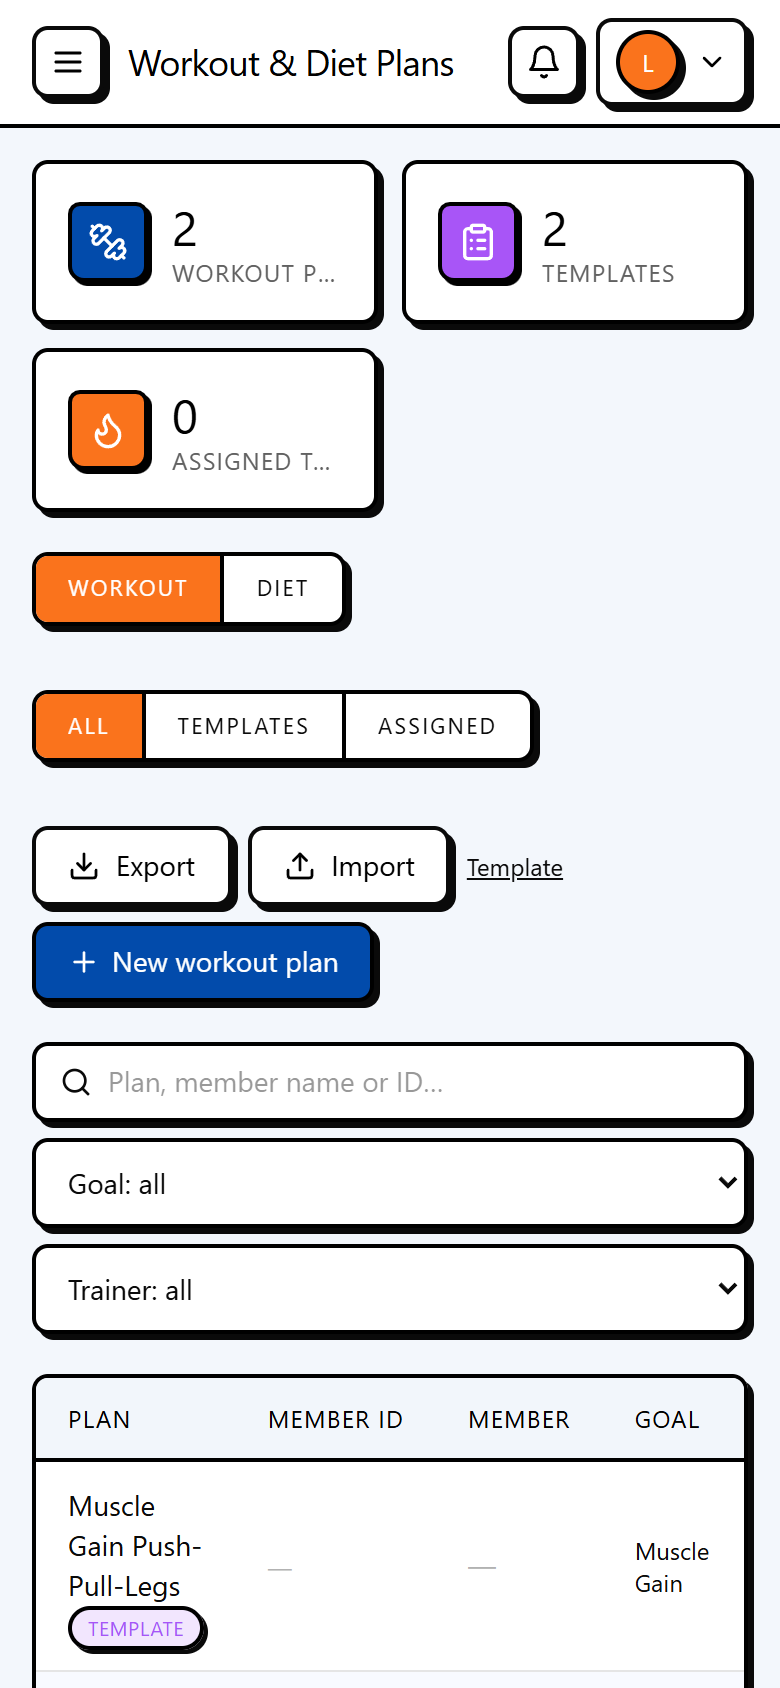 Workout & Diet Plans
L
2
WORKOUT P...
2
TEMPLATES
0
ASSIGNED T...
WORKOUT
DIET
ALL
TEMPLATES
ASSIGNED
Export
Import
Template
New workout plan
Plan, member name or ID...
Goal: all
Trainer: all
PLAN
MEMBER ID
MEMBER
GOAL
Muscle
Gain Push-
Pull-Legs
TEMPLATE
—
—
Muscle
Gain